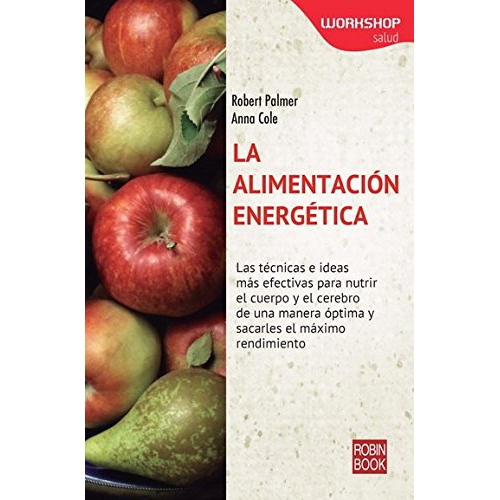 WORKSHOP
salud
Robert Palmer
Anna Cole
LA
ALIMENTACIÓN
ENERGÉTICA
Las técnicas e ideas
más efectivas para nutrir
el cuerpo y el cerebro
de una manera óptima y
sacarles el máximo
rendimiento
ROBIN
BOOK